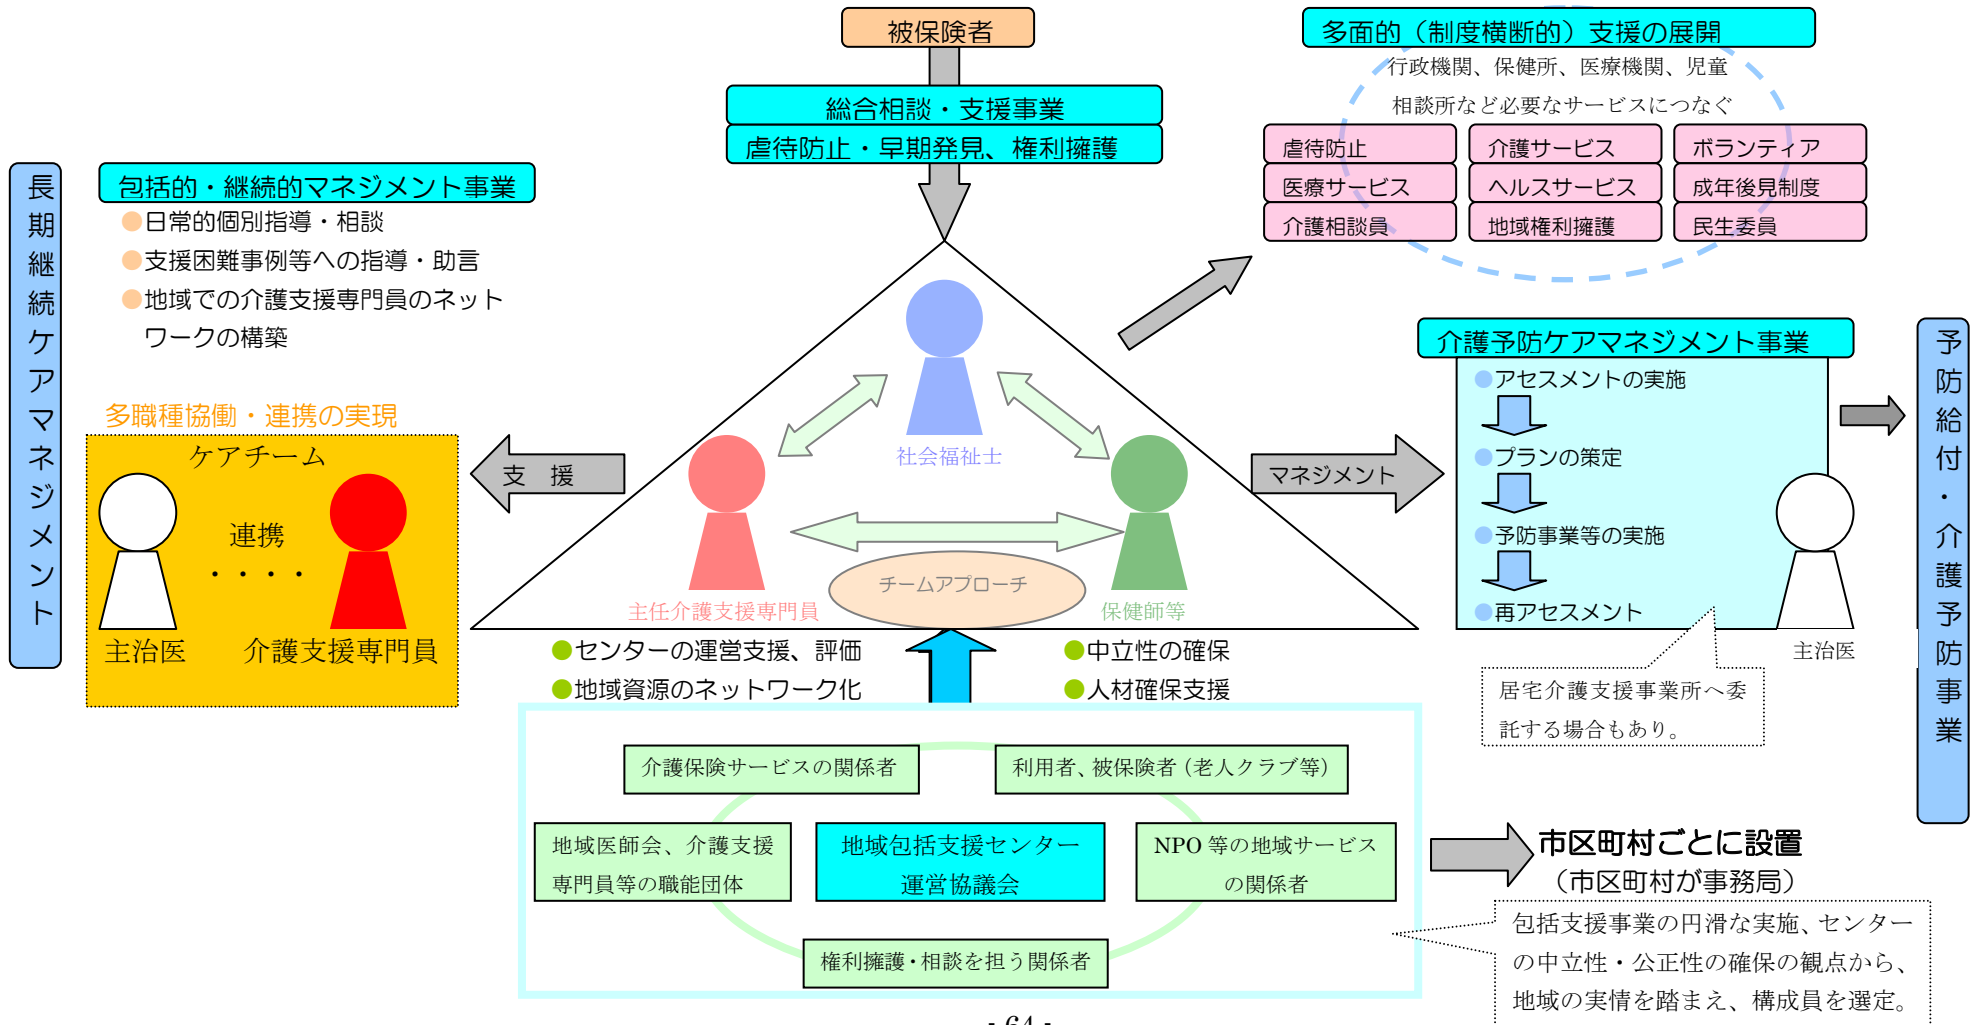 被保険者
総合相談・支援事業
虐待防止・早期発見、権利擁護
多面的（制度横断的）支援の展開
行政機関、保健所、医療機関、児童
相談所など必要なサービスにつなぐ
虐待防止
介護サービス
ボランティア
医療サービス
ヘルスサービス
成年後見制度
介護相談員
地域権利擁護
民生委員
長期継続ケアマネジメント
包括的・継続的マネジメント事業
●日常的個別指導・相談
●支援困難事例等への指導・助言
●地域での介護支援専門員のネット
ワークの構築
多職種協働・連携の実現
ケアチーム
連携
・・・・
主治医
介護支援専門員
支 援
社会福祉士
主任介護支援専門員
保健師等
チームアプローチ
マネジメント
介護予防ケアマネジメント事業
●アセスメントの実施
●プランの策定
●予防事業等の実施
●再アセスメント
主治医
居宅介護支援事業所へ委
託する場合もあり。
予防給付・介護予防事業
●センターの運営支援、評価
●地域資源のネットワーク化
●中立性の確保
●人材確保支援
介護保険サービスの関係者
利用者、被保険者（老人クラブ等）
地域医師会、介護支援
専門員等の職能団体
地域包括支援センター
運営協議会
NPO 等の地域サービス
の関係者
権利擁護・相談を担う関係者
市区町村ごとに設置
（市区町村が事務局）
包括支援事業の円滑な実施、センター
の中立性・公正性の確保の観点から、
地域の実情を踏まえ、構成員を選定。
- 64 -